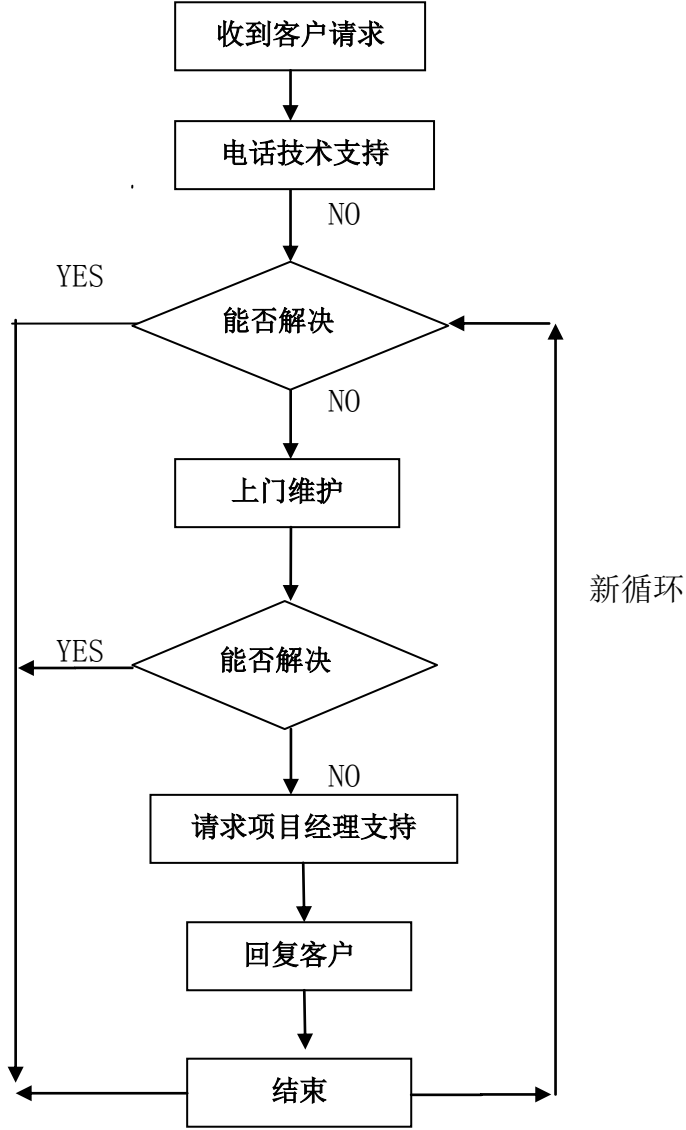 收到客户请求
电话技术支持
NO
YES
能否解决
NO
上门维护
新循环
YES
能否解决
NO
请求项目经理支持
回复客户
结束